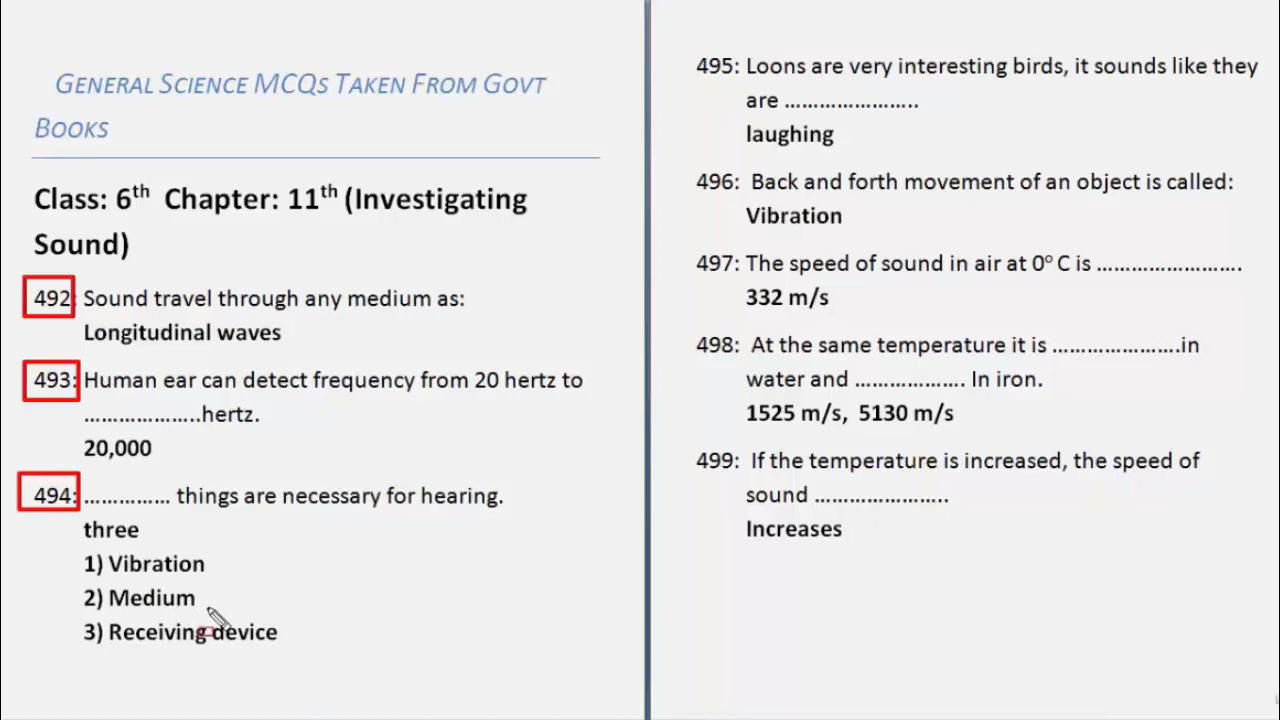 GENERAL SCIENCE MCQS TAKEN FROM GOVT
BOOKS
Class: 6th Chapter: 11th (Investigating
Sound)
492: Sound travel through any medium as:
Longitudinal waves
493: Human ear can detect frequency from 20 hertz to
………………..hertz.
20,000
494: …………… things are necessary for hearing.
three
1) Vibration
2) Medium
3) Receiving device
495: Loons are very interesting birds, it sounds like they
are …………………..
laughing
496: Back and forth movement of an object is called:
Vibration
497: The speed of sound in air at 0° C is …………………….
332 m/s
498: At the same temperature it is ………………….in
water and ………………. In iron.
1525 m/s, 5130 m/s
499: If the temperature is increased, the speed of
sound …………………..
Increases